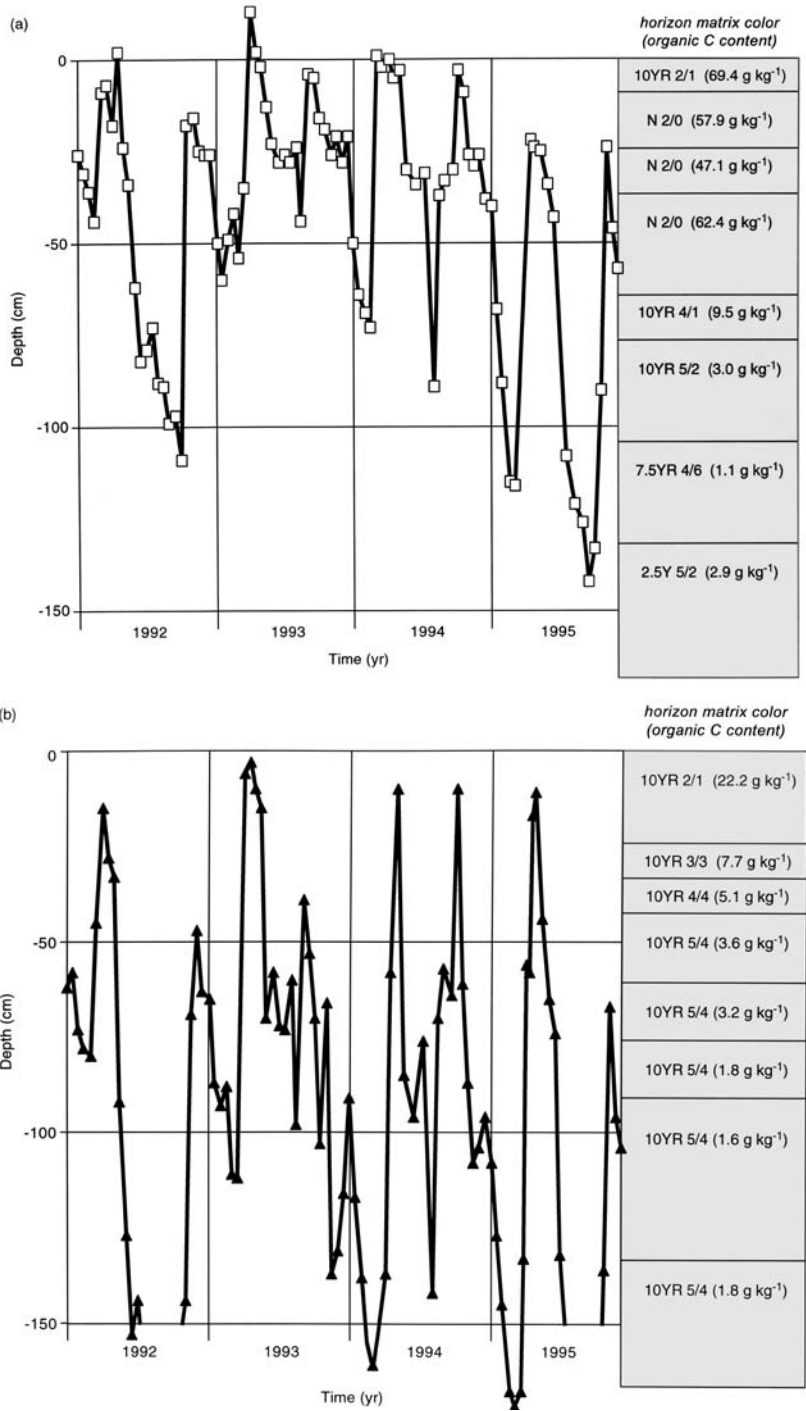 (a)
horizon matrix color
(organic C content)
0
-50
-100
-150
Depth (cm)
1992
1993
1994
1995
Time (yr)
10YR 2/1 (69.4 g kg⁻¹)
N 2/0 (57.9 g kg⁻¹)
N 2/0 (47.1 g kg⁻¹)
N 2/0 (62.4 g kg⁻¹)
10YR 4/1 (9.5 g kg⁻¹)
10YR 5/2 (3.0 g kg⁻¹)
7.5YR 4/6 (1.1 g kg⁻¹)
2.5Y 5/2 (2.9 g kg⁻¹)
(b)
horizon matrix color
(organic C content)
0
-50
-100
-150
Depth (cm)
1992
1993
1994
1995
Time (yr)
10YR 2/1 (22.2 g kg⁻¹)
10YR 3/3 (7.7 g kg⁻¹)
10YR 4/4 (5.1 g kg⁻¹)
10YR 5/4 (3.6 g kg⁻¹)
10YR 5/4 (3.2 g kg⁻¹)
10YR 5/4 (1.8 g kg⁻¹)
10YR 5/4 (1.6 g kg⁻¹)
10YR 5/4 (1.8 g kg⁻¹)